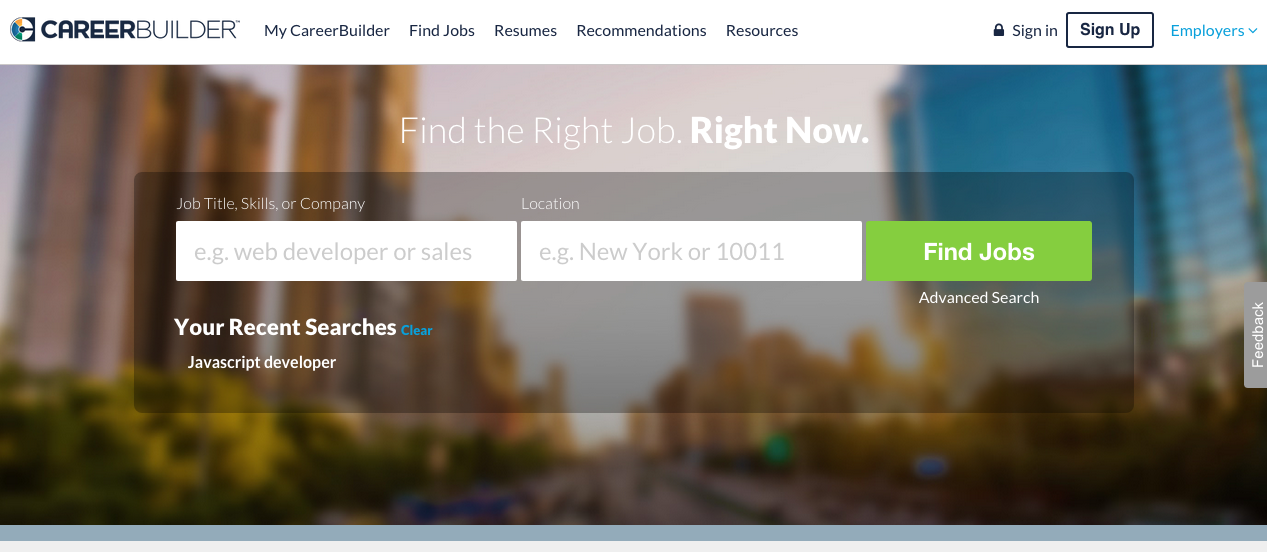 CAREERBUILDER™ My CareerBuilder Find Jobs Resumes Recommendations Resources Sign in Sign Up Employers
Find the Right Job. Right Now.
Job Title, Skills, or Company Location
e.g. web developer or sales e.g. New York or 10011 Find Jobs
Advanced Search
Your Recent Searches Clear
Javascript developer
Feedback